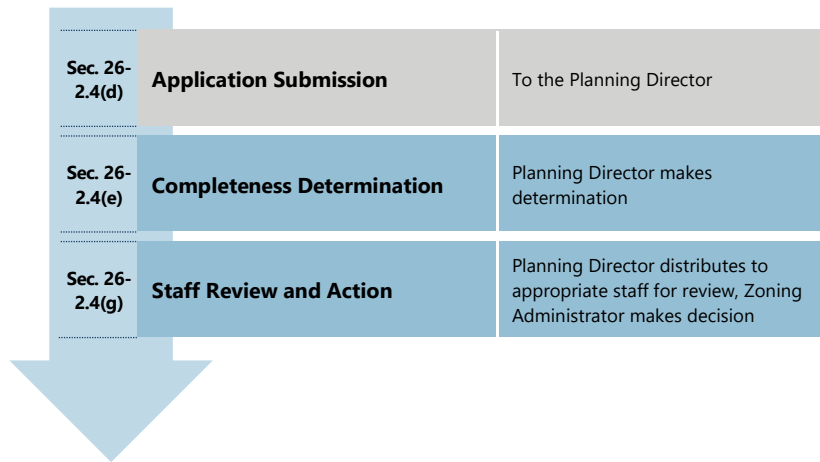 Sec. 26-
2.4(d)
Application Submission
To the Planning Director
Sec. 26-
2.4(e)
Completeness Determination
Planning Director makes
determination
Sec. 26-
2.4(g)
Staff Review and Action
Planning Director distributes to
appropriate staff for review, Zoning
Administrator makes decision